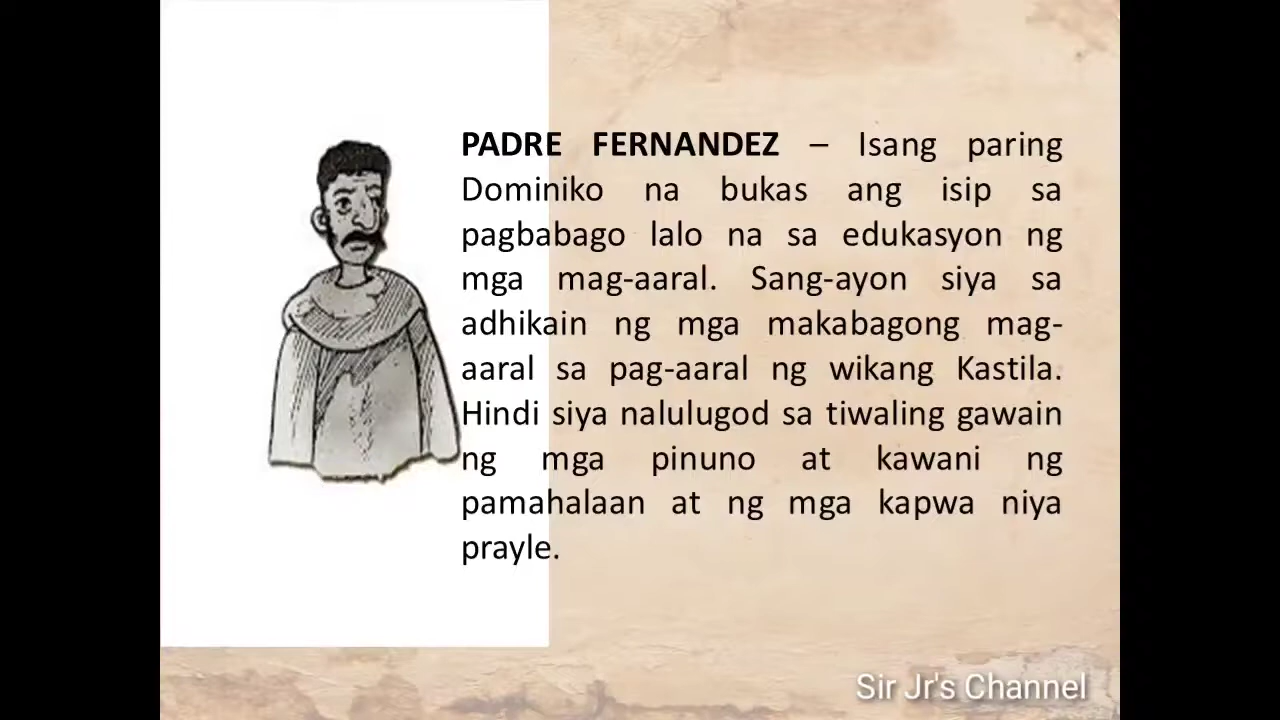 PADRE FERNANDEZ – Isang paring
Dominiko na bukas ang isip sa
pagbabago lalo na sa edukasyon ng
mga mag-aaral. Sang-ayon siya sa
adhikain ng mga makabagong mag-
aaral sa pag-aaral ng wikang Kastila.
Hindi siya nalulugod sa tiwaling gawain
ng mga pinuno at kawani ng
pamahalaan at ng mga kapwa niya
prayle.
Sir Jr's Channel